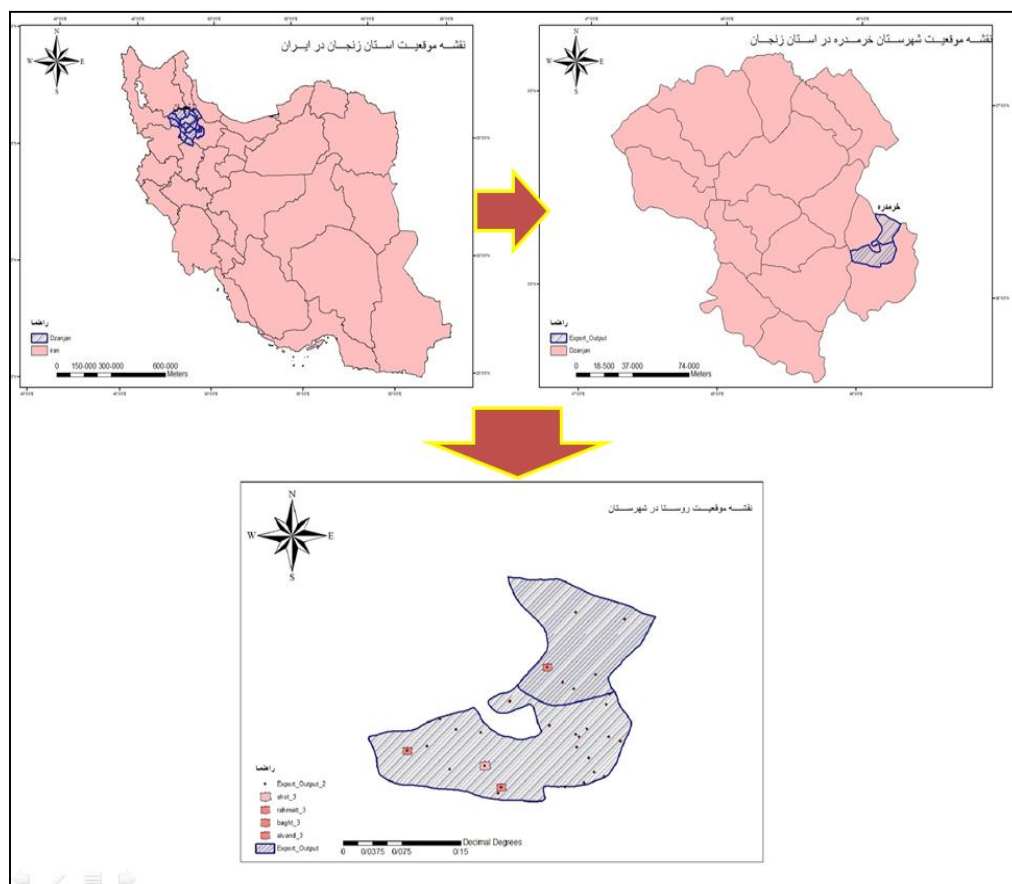 نقشه موقعیت استان زنجان در ایران
N
W E
S
راهنما
Dzanjan
iran
0 150-000 300-000 600-000
Meters
نقشه موقعیت شهرستان خرمدره در استان زنجان
N
W E
S
خرمدره
راهنما
Export_Output
Dzanjan
0 18-500 37-000 74-000
Meters
نقشه موقعیت روستا در شهرستان
N
W E
S
راهنما
Export_Output_2
rahmatt_3
baght_3
alvand_3
Export_Output
0 0/0375 0/075 0/15
Decimal Degrees